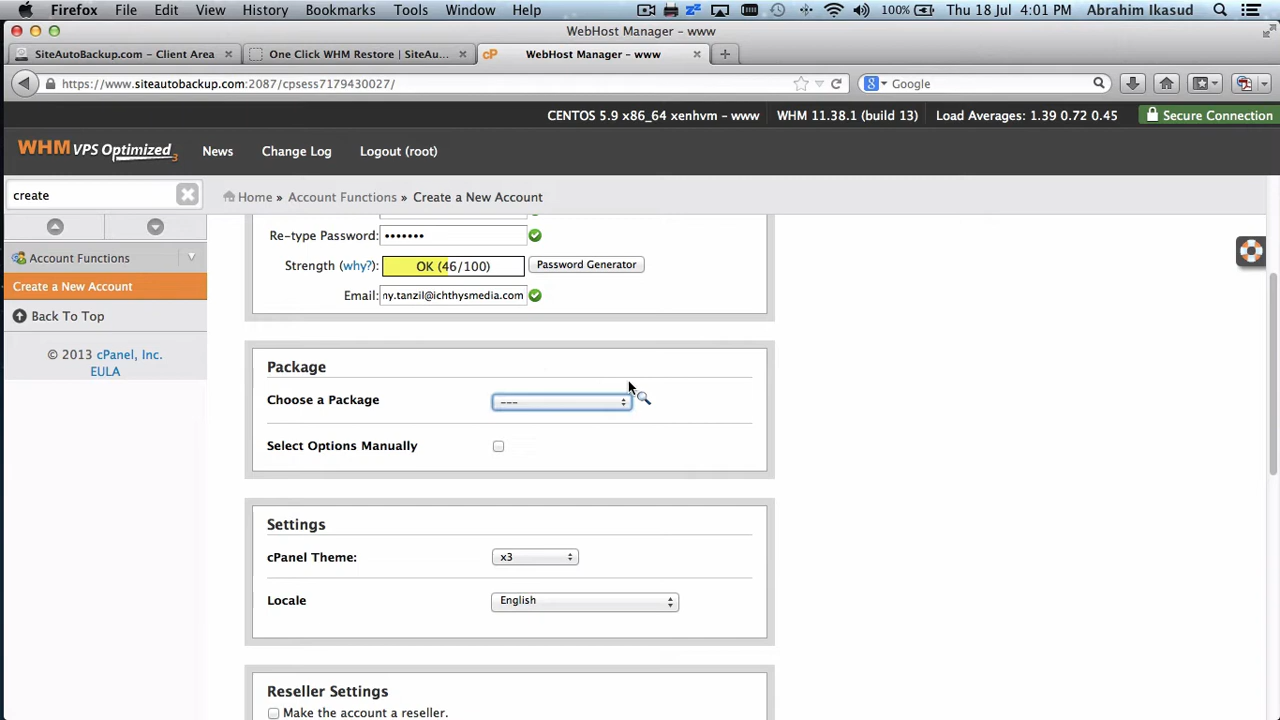 Firefox File Edit View History Bookmarks Tools Window Help 100% Thu 18 Jul 4:01 PM Abrahim Ikasud
WebHost Manager – www
SiteAutoBackup.com – Client Area One Click WHM Restore | SiteAu... cP WebHost Manager – www
https://www.siteautobackup.com:2087/cpsess7179430027/ Google
CENTOS 5.9 x86_64 xenhvm – www WHM 11.38.1 (build 13) Load Averages: 1.39 0.72 0.45 Secure Connection
WHM VPS Optimized 3 News Change Log Logout (root)
create
Home » Account Functions » Create a New Account
Account Functions
Create a New Account
Back To Top
© 2013 cPanel, Inc.
EULA
Re-type Password: •••••••
Strength (why?): OK (46/100) Password Generator
Email: ny.tanzil@ichthysmedia.com
Package
Choose a Package ---
Select Options Manually
Settings
cPanel Theme: x3
Locale English
Reseller Settings
Make the account a reseller.